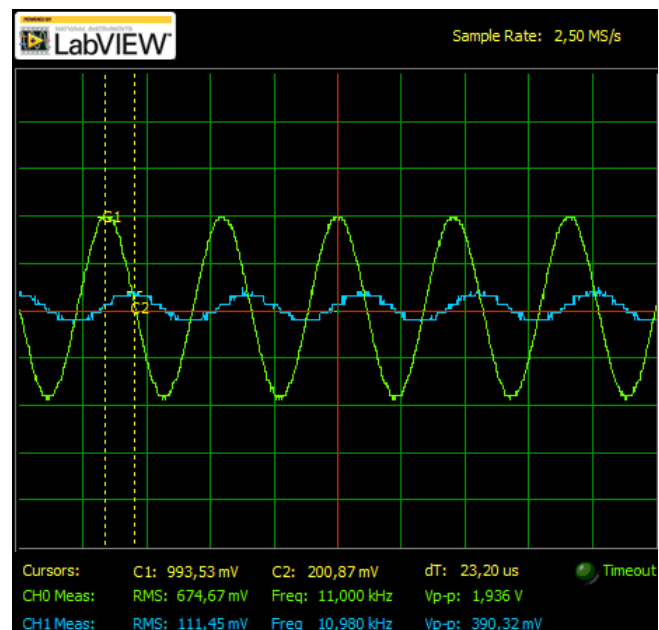 POWERED BY
NATIONAL INSTRUMENTS
LabVIEW™
Sample Rate: 2,50 MS/s
C1
C2
Cursors: C1: 993,53 mV C2: 200,87 mV dT: 23,20 us Timeout
CH0 Meas: RMS: 674,67 mV Freq: 11,000 kHz Vp-p: 1,936 V
CH1 Meas: RMS: 111,45 mV Freq 10,980 kHz Vp-p: 390,32 mV